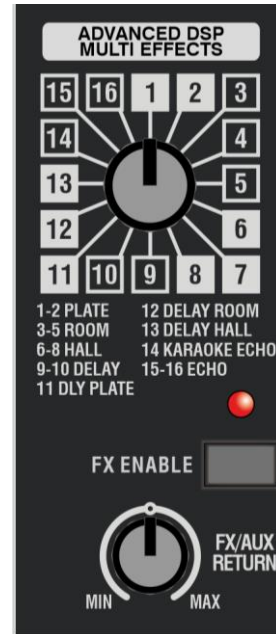 ADVANCED DSP
MULTI EFFECTS
15 16 1 2 3
14 4
13 5
12 6
11 10 9 8 7
1-2 PLATE 12 DELAY ROOM
3-5 ROOM 13 DELAY HALL
6-8 HALL 14 KARAOKE ECHO
9-10 DELAY 15-16 ECHO
11 DLY PLATE
FX ENABLE
FX/AUX
RETURN
MIN MAX